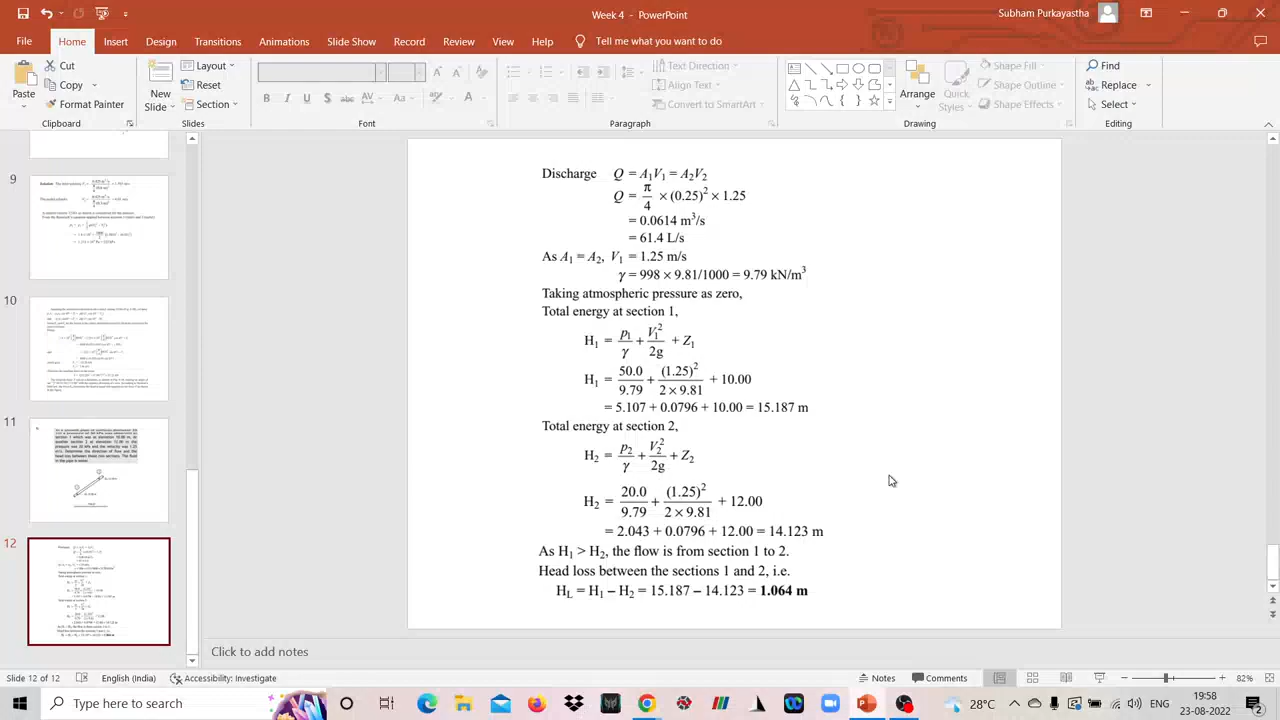 Subham Purkayastha
File Home Insert Design Transitions Animations Slide Show Record Review View Help Tell me what you want to do
Paste
Cut
Copy
Format Painter
Clipboard
New Slide
Layout
Reset
Section
Slides
B I U S AV Aa A
Font
Text Direction
Align Text
Convert to SmartArt
Paragraph
Arrange
Quick Styles
Shape Fill
Shape Outline
Shape Effects
Drawing
Find
Replace
Select
Editing
9
10
11
12
Discharge Q = A₁V₁ = A₂V₂
Q = π/4 × (0.25)² × 1.25
= 0.0614 m³/s
= 61.4 L/s
As A₁ = A₂, V₁ = 1.25 m/s
γ = 998 × 9.81/1000 = 9.79 kN/m³
Taking atmospheric pressure as zero,
Total energy at section 1,
H₁ = p₁/γ + V₁²/2g + Z₁
H₁ = 50.0/9.79 + (1.25)²/2 × 9.81 + 10.00
= 5.107 + 0.0796 + 10.00 = 15.187 m
Total energy at section 2,
H₂ = p₂/γ + V₂²/2g + Z₂
H₂ = 20.0/9.79 + (1.25)²/2 × 9.81 + 12.00
= 2.043 + 0.0796 + 12.00 = 14.123 m
As H₁ > H₂, the flow is from section 1 to 2.
Head loss between the sections 1 and 2, i.e.
H_L = H₁ – H₂ = 15.187 – 14.123 = 1.064 m
Click to add notes
Slide 12 of 12 English (India) Accessibility: Investigate Notes Comments 82%
Type here to search
28°C ENG 19:58
23-08-2022 2